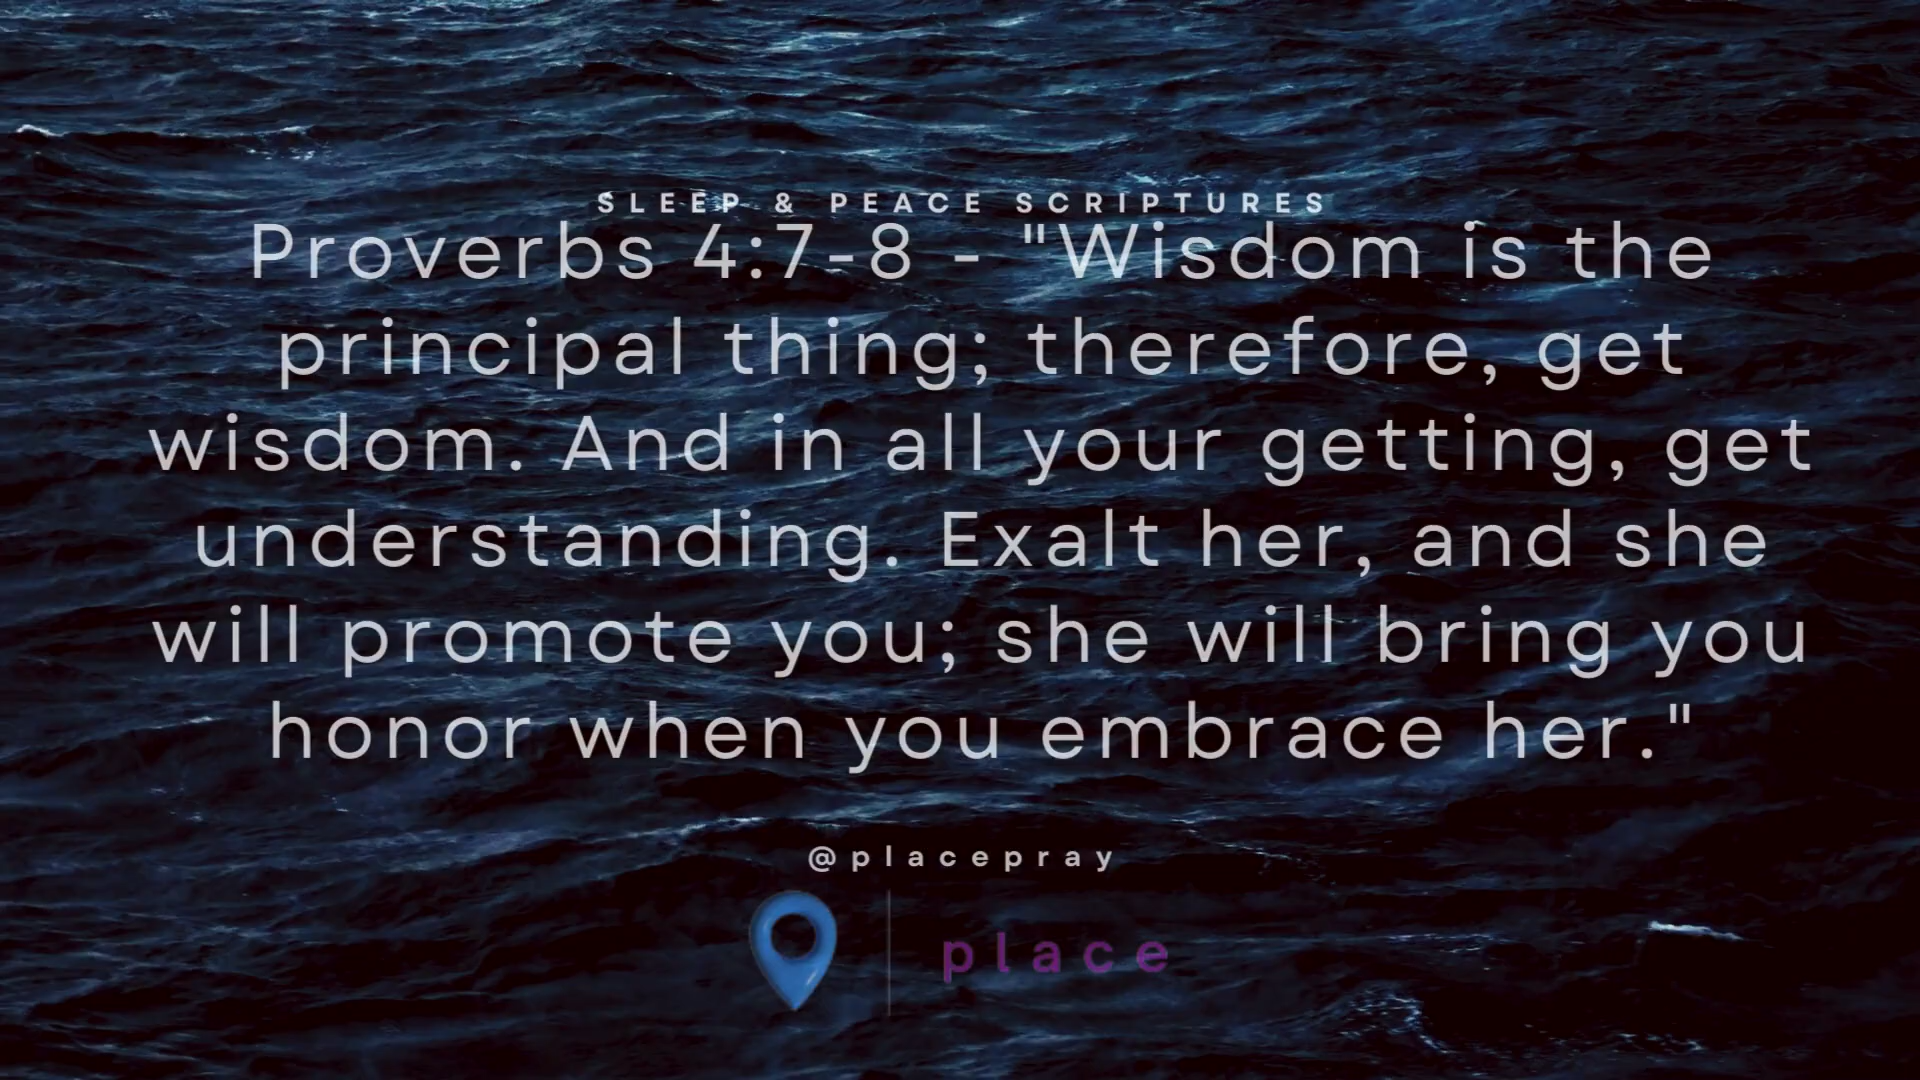 SLEEP & PEACE SCRIPTURES
Proverbs 4:7-8 - "Wisdom is the
principal thing; therefore, get
wisdom. And in all your getting, get
understanding. Exalt her, and she
will promote you; she will bring you
honor when you embrace her."
@placepray
place